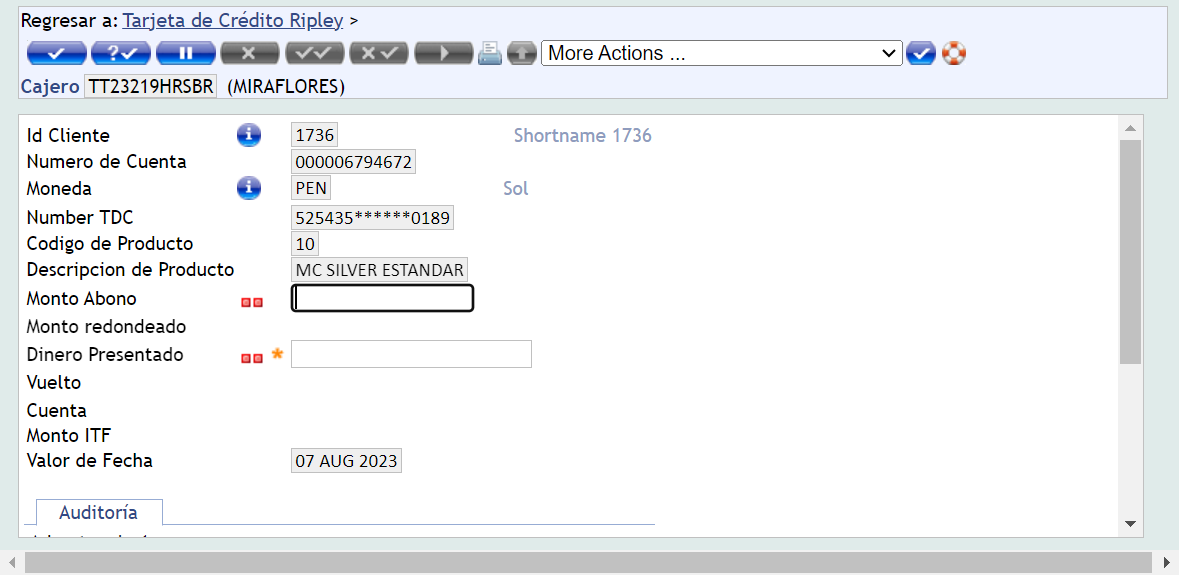 Regresar a: Tarjeta de Crédito Ripley >
More Actions ...
Cajero TT23219HRSBR (MIRAFLORES)
Id Cliente 1736 Shortname 1736
Numero de Cuenta 000006794672
Moneda PEN Sol
Number TDC 525435******0189
Codigo de Producto 10
Descripcion de Producto MC SILVER ESTANDAR
Monto Abono
Monto redondeado
Dinero Presentado *
Vuelto
Cuenta
Monto ITF
Valor de Fecha 07 AUG 2023
Auditoría